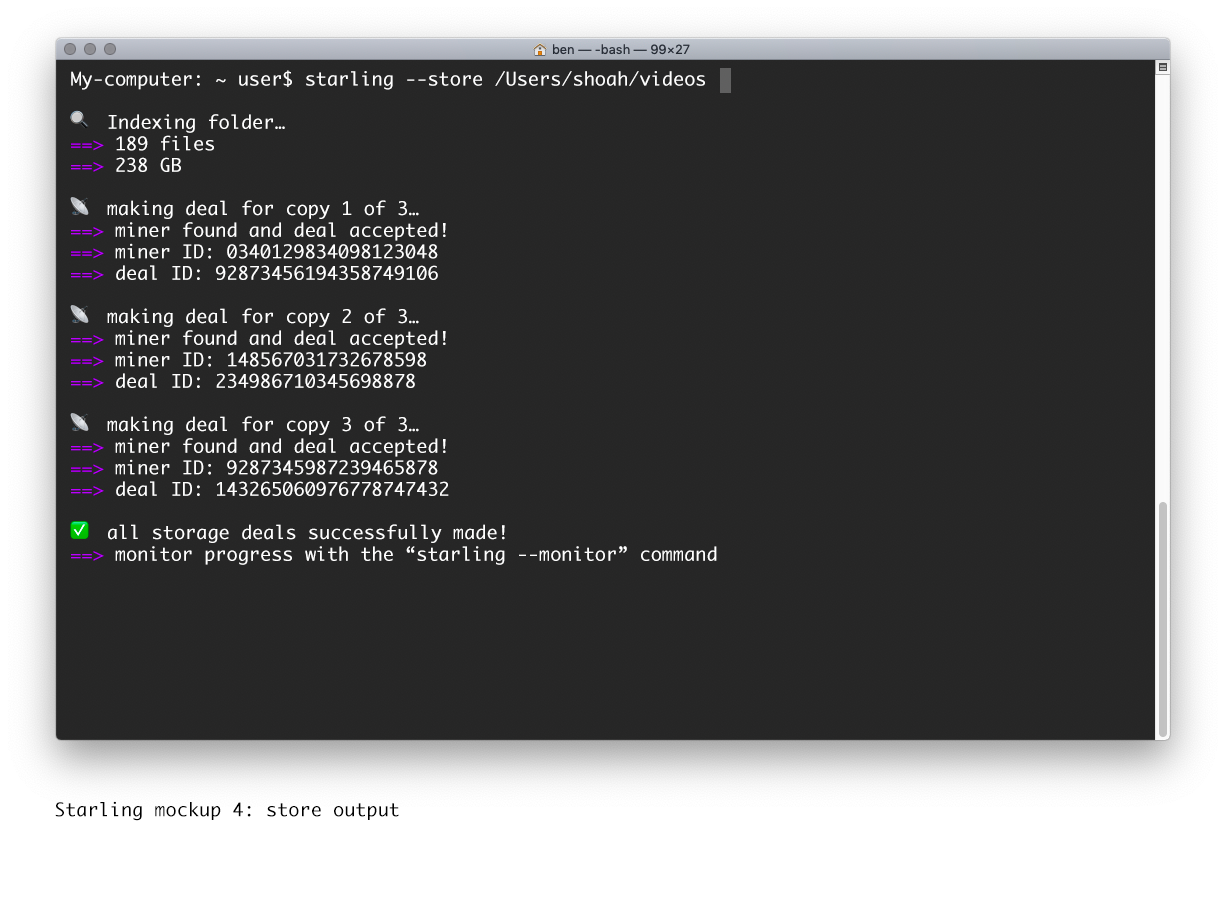 ben — -bash — 99×27
My-computer: ~ user$ starling --store /Users/shoah/videos
Indexing folder…
==> 189 files
==> 238 GB
making deal for copy 1 of 3…
==> miner found and deal accepted!
==> miner ID: 0340129834098123048
==> deal ID: 92873456194358749106
making deal for copy 2 of 3…
==> miner found and deal accepted!
==> miner ID: 148567031732678598
==> deal ID: 234986710345698878
making deal for copy 3 of 3…
==> miner found and deal accepted!
==> miner ID: 9287345987239465878
==> deal ID: 143265060976778747432
all storage deals successfully made!
==> monitor progress with the “starling --monitor” command
Starling mockup 4: store output